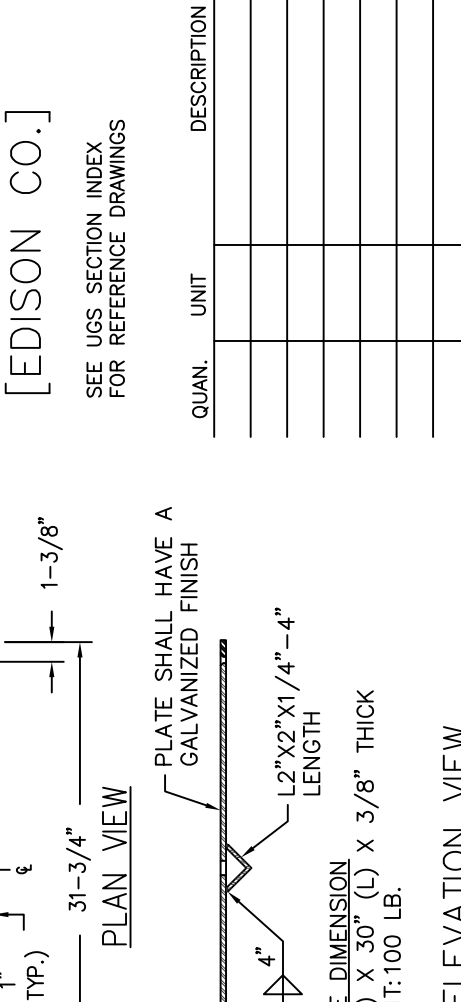 [EDISON CO.]
SEE UGS SECTION INDEX
FOR REFERENCE DRAWINGS
QUAN. UNIT DESCRIPTION
1"
TYP.)
℄
31-3/4"
1-3/8"
PLAN VIEW
PLATE SHALL HAVE A
GALVANIZED FINISH
L2"X2"X1/4"-4"
LENGTH
4"
DIMENSION
) X 30" (L) X 3/8" THICK
T:100 LB.
ELEVATION VIEW